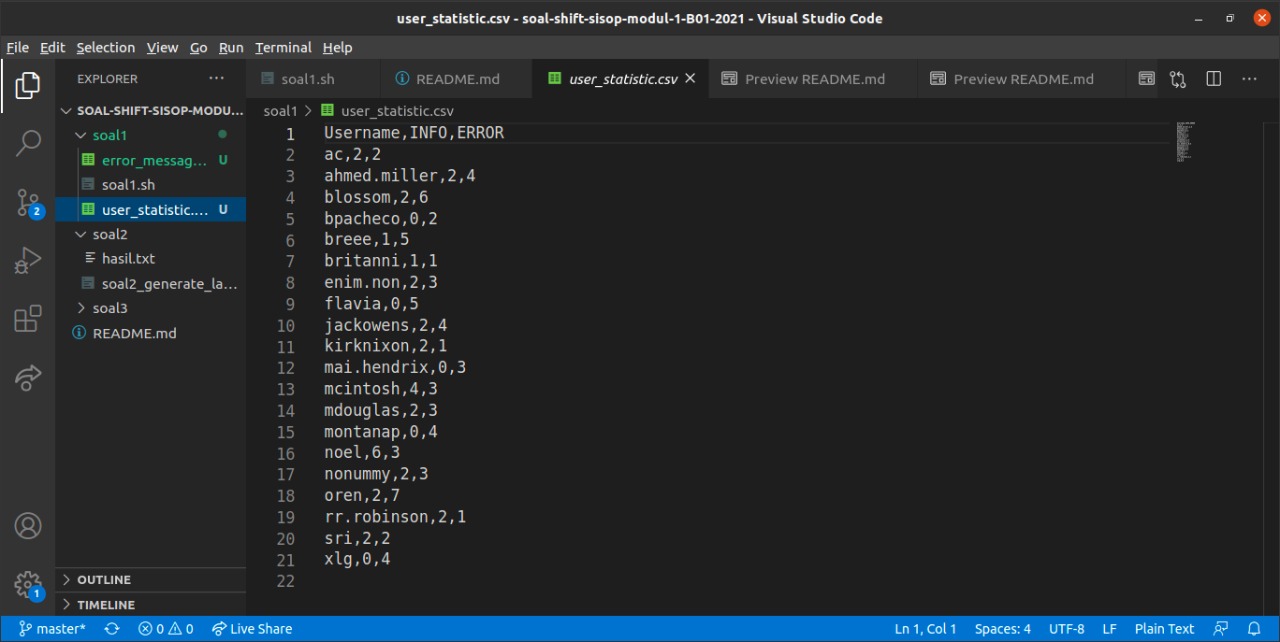 user_statistic.csv - soal-shift-sisop-modul-1-B01-2021 - Visual Studio Code
File Edit Selection View Go Run Terminal Help
EXPLORER
SOAL-SHIFT-SISOP-MODU...
soal1
error_messag... U
soal1.sh
user_statistic.... U
soal2
hasil.txt
soal2_generate_la...
soal3
README.md
OUTLINE
TIMELINE
2
1
soal1.sh README.md user_statistic.csv Preview README.md Preview README.md
soal1 > user_statistic.csv
1 Username,INFO,ERROR
2 ac,2,2
3 ahmed.miller,2,4
4 blossom,2,6
5 bpacheco,0,2
6 breee,1,5
7 britanni,1,1
8 enim.non,2,3
9 flavia,0,5
10 jackowens,2,4
11 kirknixon,2,1
12 mai.hendrix,0,3
13 mcintosh,4,3
14 mdouglas,2,3
15 montanap,0,4
16 noel,6,3
17 nonummy,2,3
18 oren,2,7
19 rr.robinson,2,1
20 sri,2,2
21 xlg,0,4
22
master* 0 0 Live Share Ln 1, Col 1 Spaces: 4 UTF-8 LF Plain Text